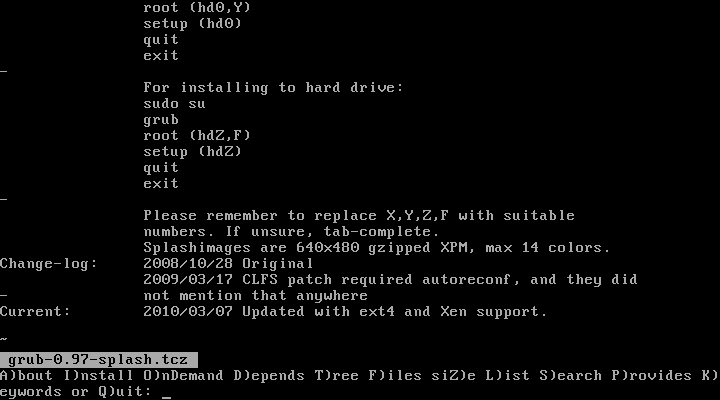 root (hd0,Y)
setup (hd0)
quit
exit
_
For installing to hard drive:
sudo su
grub
root (hdZ,F)
setup (hdZ)
quit
exit
_
Please remember to replace X,Y,Z,F with suitable
numbers. If unsure, tab-complete.
Splashimages are 640x480 gzipped XPM, max 14 colors.
Change-log: 2008/10/28 Original
2009/03/17 CLFS patch required autoreconf, and they did
_ not mention that anywhere
Current: 2010/03/07 Updated with ext4 and Xen support.
~
grub-0.97-splash.tcz
A)bout I)nstall O)nDemand D)epends T)ree F)iles siZ)e L)ist S)earch P)rovides K)
eywords or Q)uit: _